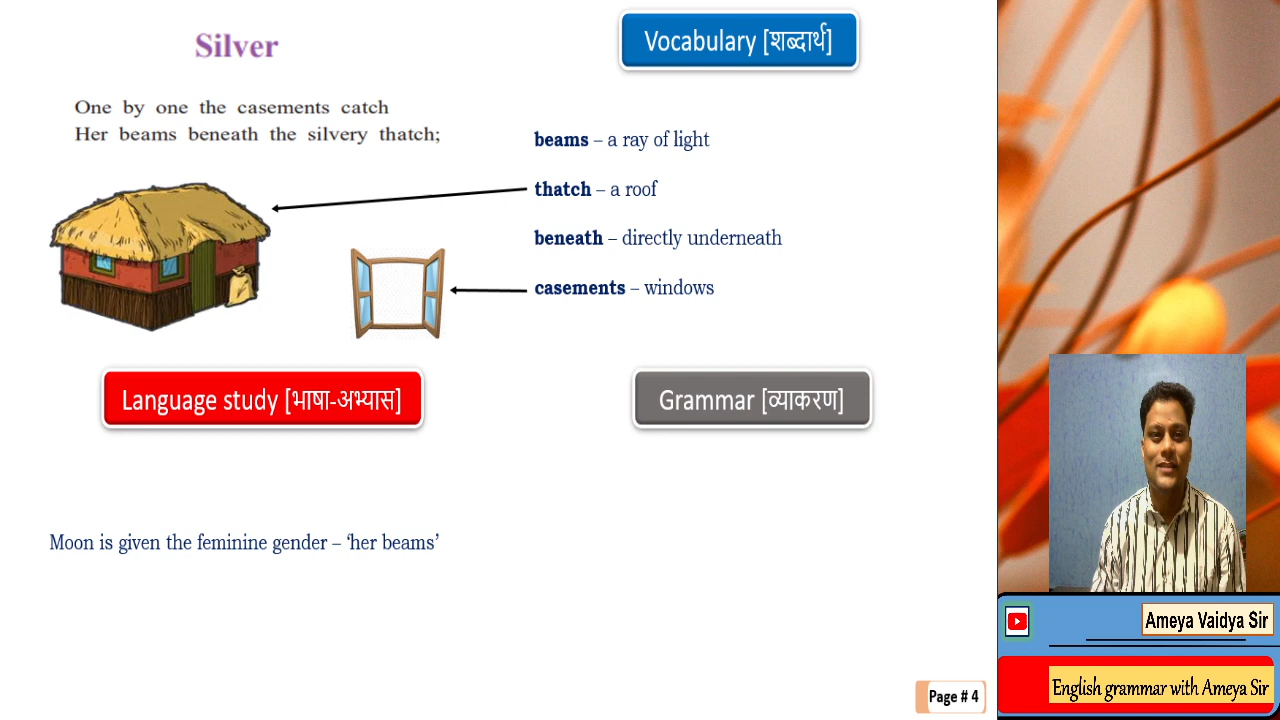 Silver
Vocabulary [शब्दार्थ]
One by one the casements catch
Her beams beneath the silvery thatch;
beams – a ray of light
thatch – a roof
beneath – directly underneath
casements – windows
Language study [भाषा-अभ्यास]
Grammar [व्याकरण]
Moon is given the feminine gender – ‘her beams’
Ameya Vaidya Sir
English grammar with Ameya Sir
Page # 4